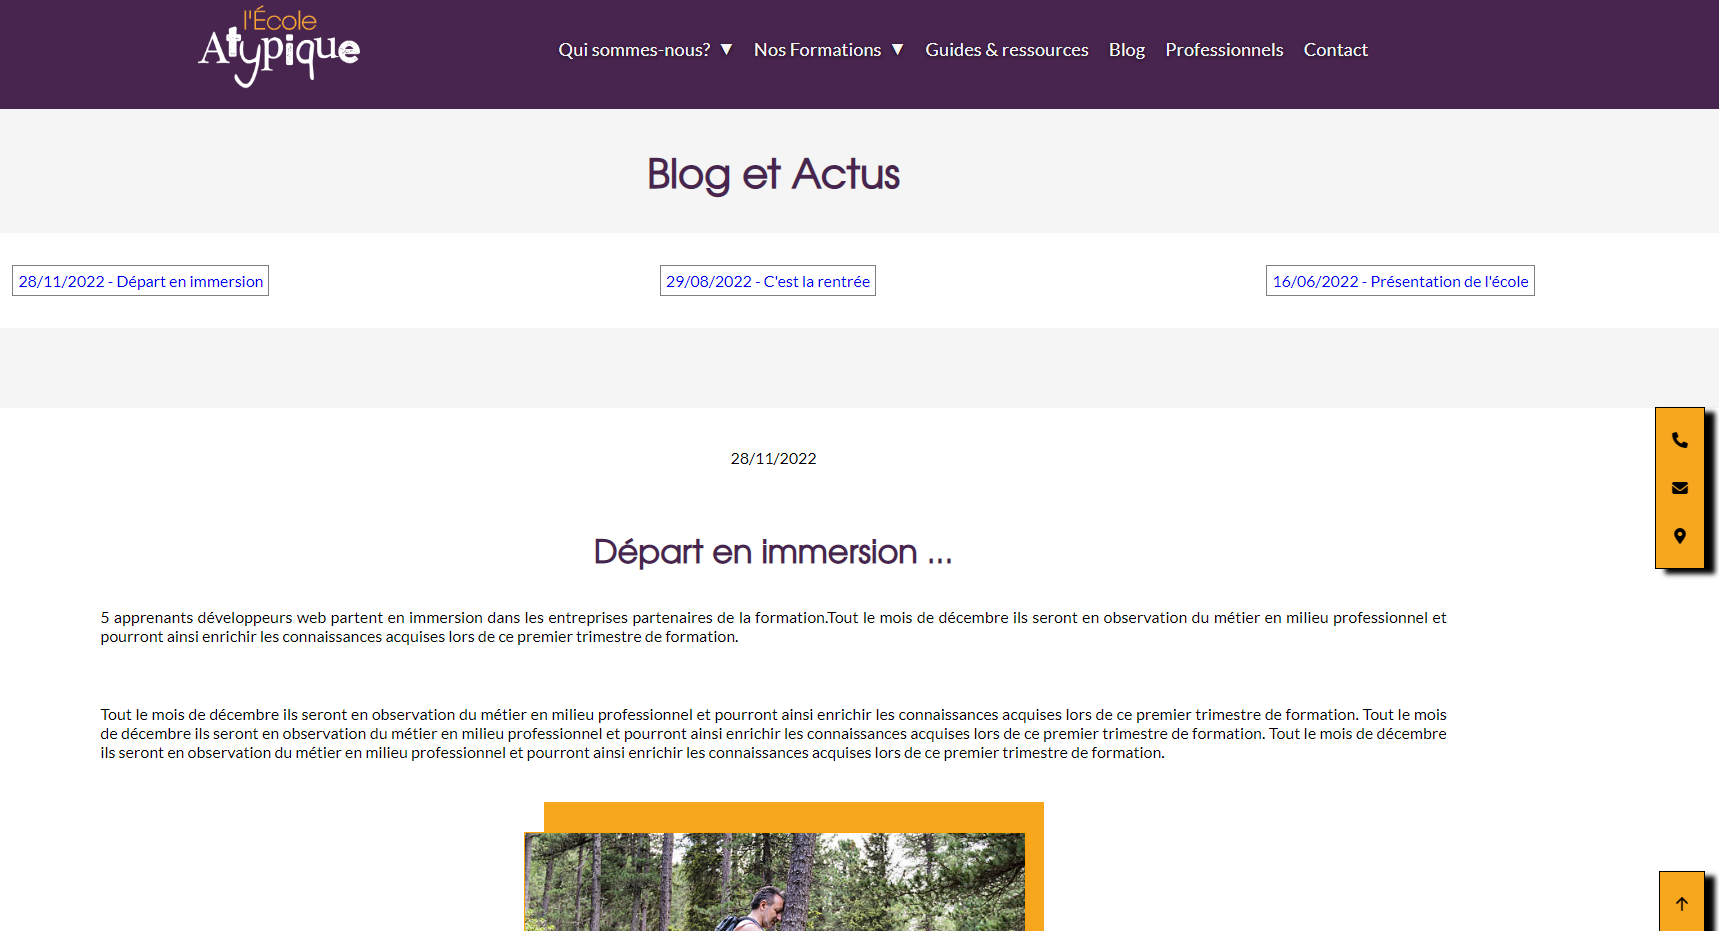 l'École
Atypique
Qui sommes-nous? ▼ Nos Formations ▼ Guides & ressources Blog Professionnels Contact
Blog et Actus
28/11/2022 - Départ en immersion
29/08/2022 - C'est la rentrée
16/06/2022 - Présentation de l'école
28/11/2022
Départ en immersion ...
5 apprenants développeurs web partent en immersion dans les entreprises partenaires de la formation.Tout le mois de décembre ils seront en observation du métier en milieu professionnel et
pourront ainsi enrichir les connaissances acquises lors de ce premier trimestre de formation.
Tout le mois de décembre ils seront en observation du métier en milieu professionnel et pourront ainsi enrichir les connaissances acquises lors de ce premier trimestre de formation. Tout le mois
de décembre ils seront en observation du métier en milieu professionnel et pourront ainsi enrichir les connaissances acquises lors de ce premier trimestre de formation. Tout le mois de décembre
ils seront en observation du métier en milieu professionnel et pourront ainsi enrichir les connaissances acquises lors de ce premier trimestre de formation.